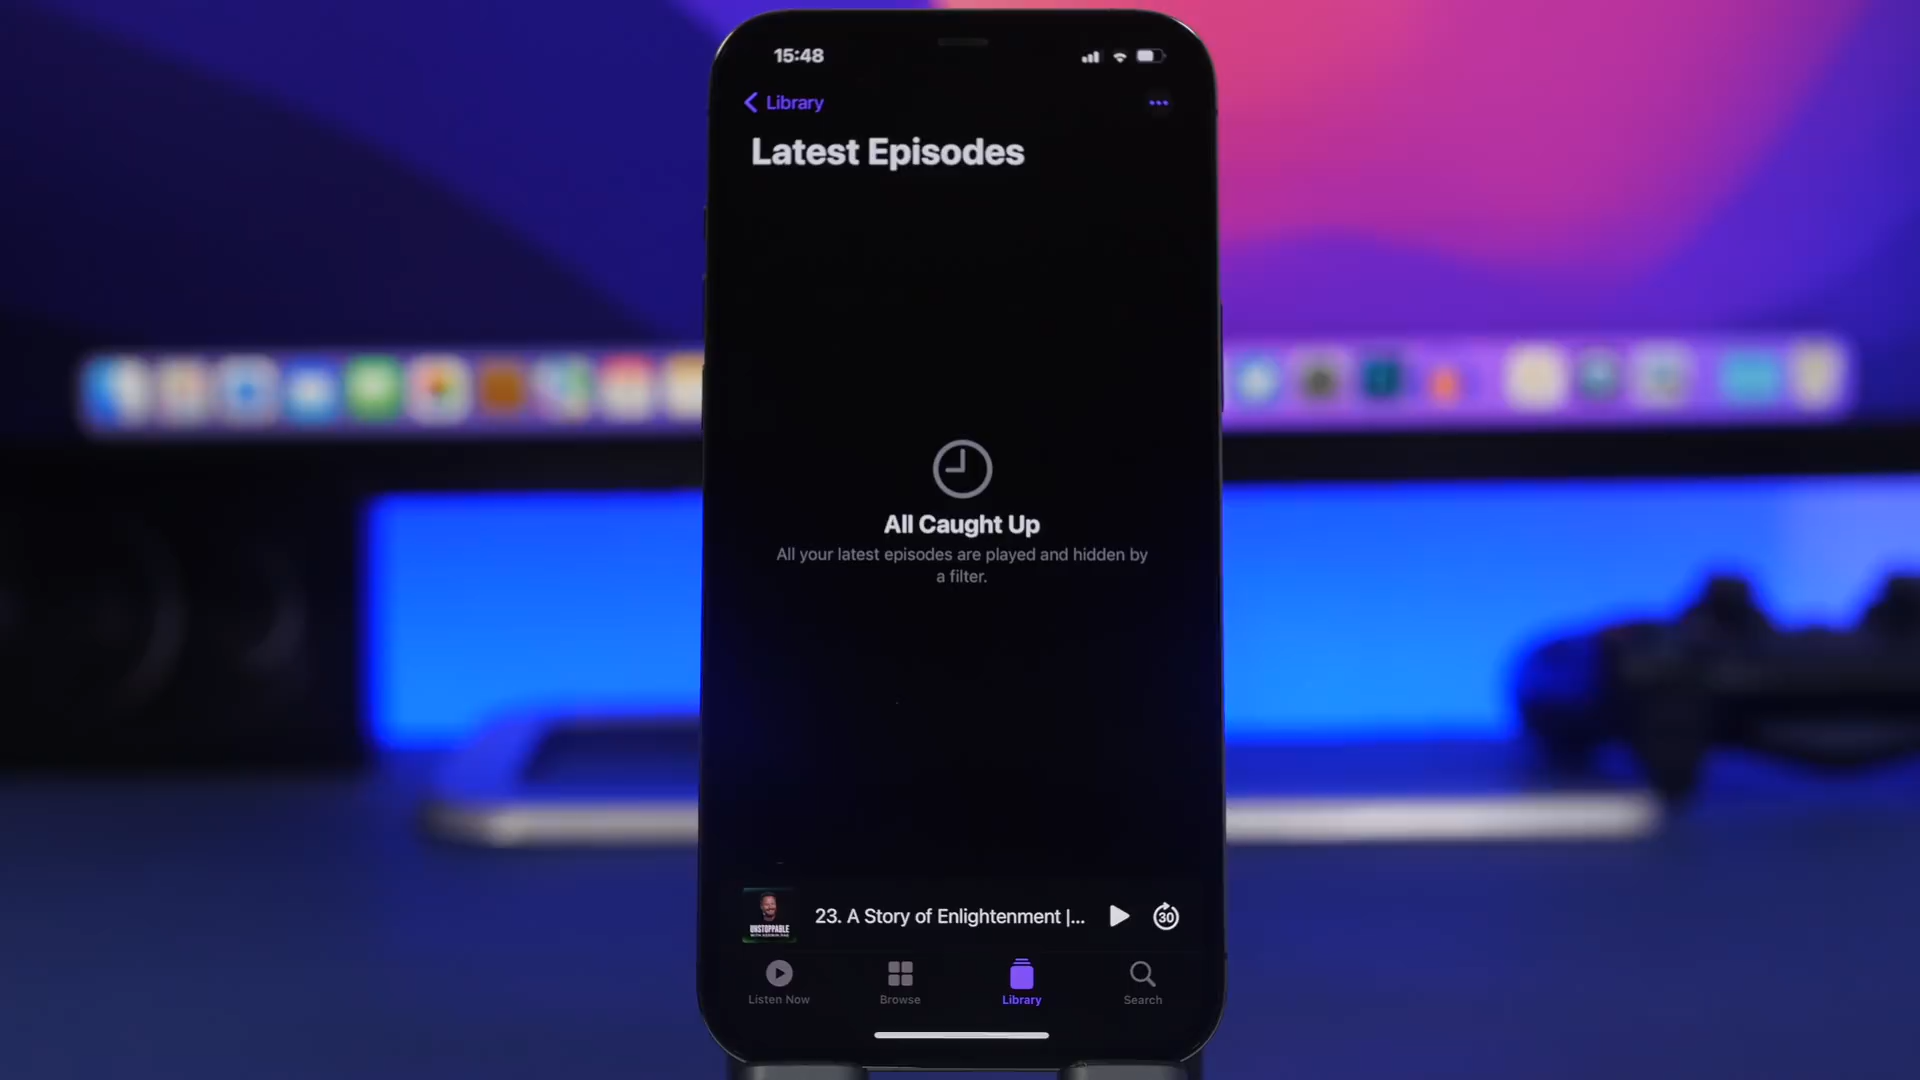 15:48
Library
Latest Episodes
All Caught Up
All your latest episodes are played and hidden by
a filter.
UNSTOPPABLE
23. A Story of Enlightenment |...
30
Listen Now
Browse
Library
Search